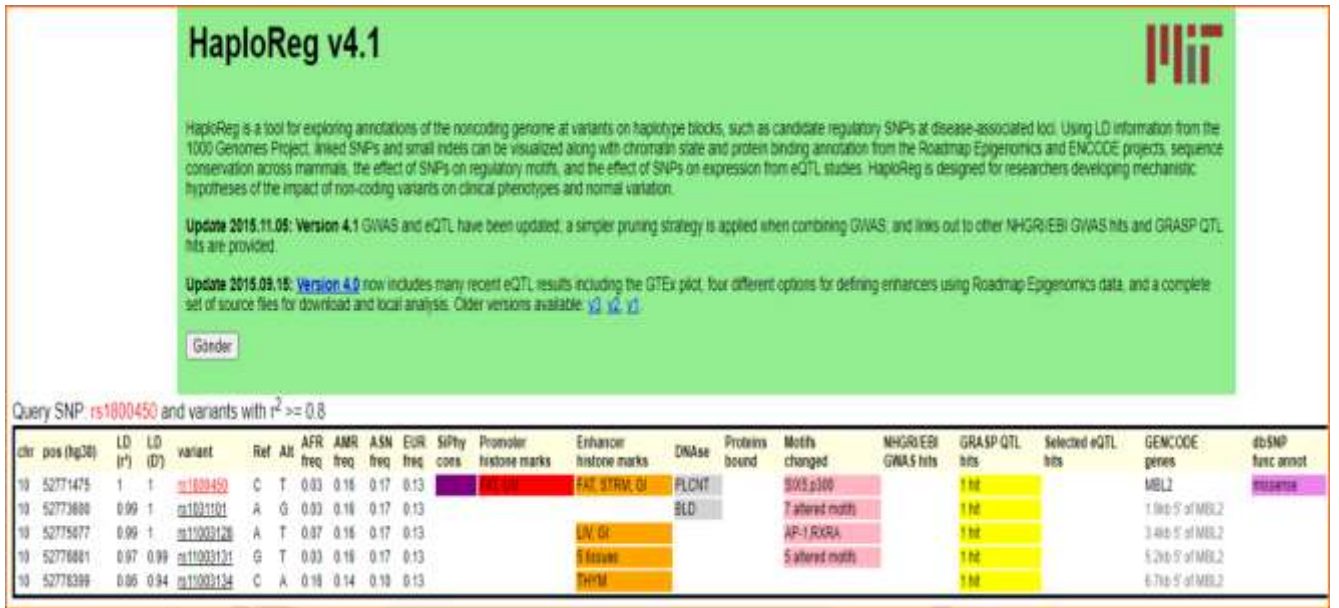 HaploReg v4.1
MIT
HaploReg is a tool for exploring annotations of the noncoding genome at variants on haplotype blocks, such as candidate regulatory SNPs at disease-associated loci. Using LD information from the
1000 Genomes Project, linked SNPs and small indels can be visualized along with chromatin state and protein binding annotation from the Roadmap Epigenomics and ENCODE projects, sequence
conservation across mammals, the effect of SNPs on regulatory motifs, and the effect of SNPs on expression from eQTL studies. HaploReg is designed for researchers developing mechanistic
hypotheses of the impact of non-coding variants on clinical phenotypes and normal variation.
Update 2015.11.05: Version 4.1 GWAS and eQTL have been updated, a simpler pruning strategy is applied when combining GWAS; and links out to other NHGRI/EBI GWAS hits and GRASP QTL
hits are provided.
Update 2015.09.15: Version 4.0 now includes many recent eQTL results including the GTEx pilot, four different options for defining enhancers using Roadmap Epigenomics data, and a complete
set of source files for download and local analysis. Older versions available: v3, v2, v1.
Gönder
Query SNP: rs1800450 and variants with r² >= 0.8
chr pos (hg38) LD (r²) LD (D') variant Ref Alt AFR freq AMR freq ASN freq EUR freq SiPhy cons Promoter histone marks Enhancer histone marks DNAse Proteins bound Motifs changed NHGRI/EBI GWAS hits GRASP QTL hits Selected eQTL hits GENCODE genes dbSNP func annot
10 52771475 1 1 rs1800450 C T 0.03 0.16 0.17 0.13 FAT, STRM, GI PLCNT SIX5,p300 1 hit MBL2 missense
10 0.99 1 rs1031101 A G 0.03 0.16 0.17 0.13 BLD 7 altered motifs 1 hit 5' of MBL2
10 0.99 1 rs11003126 A T 0.07 0.16 0.17 0.13 LIV, GI AP-1,RXRA 1 hit 3.4kb 5' of MBL2
10 0.97 0.99 rs11003131 G T 0.03 0.16 0.17 0.13 5 tissues 5 altered motifs 1 hit 5.2kb 5' of MBL2
10 52778399 0.94 rs11003134 C A 0.16 0.14 0.13 THYM 1 hit 6.7kb 5' of MBL2